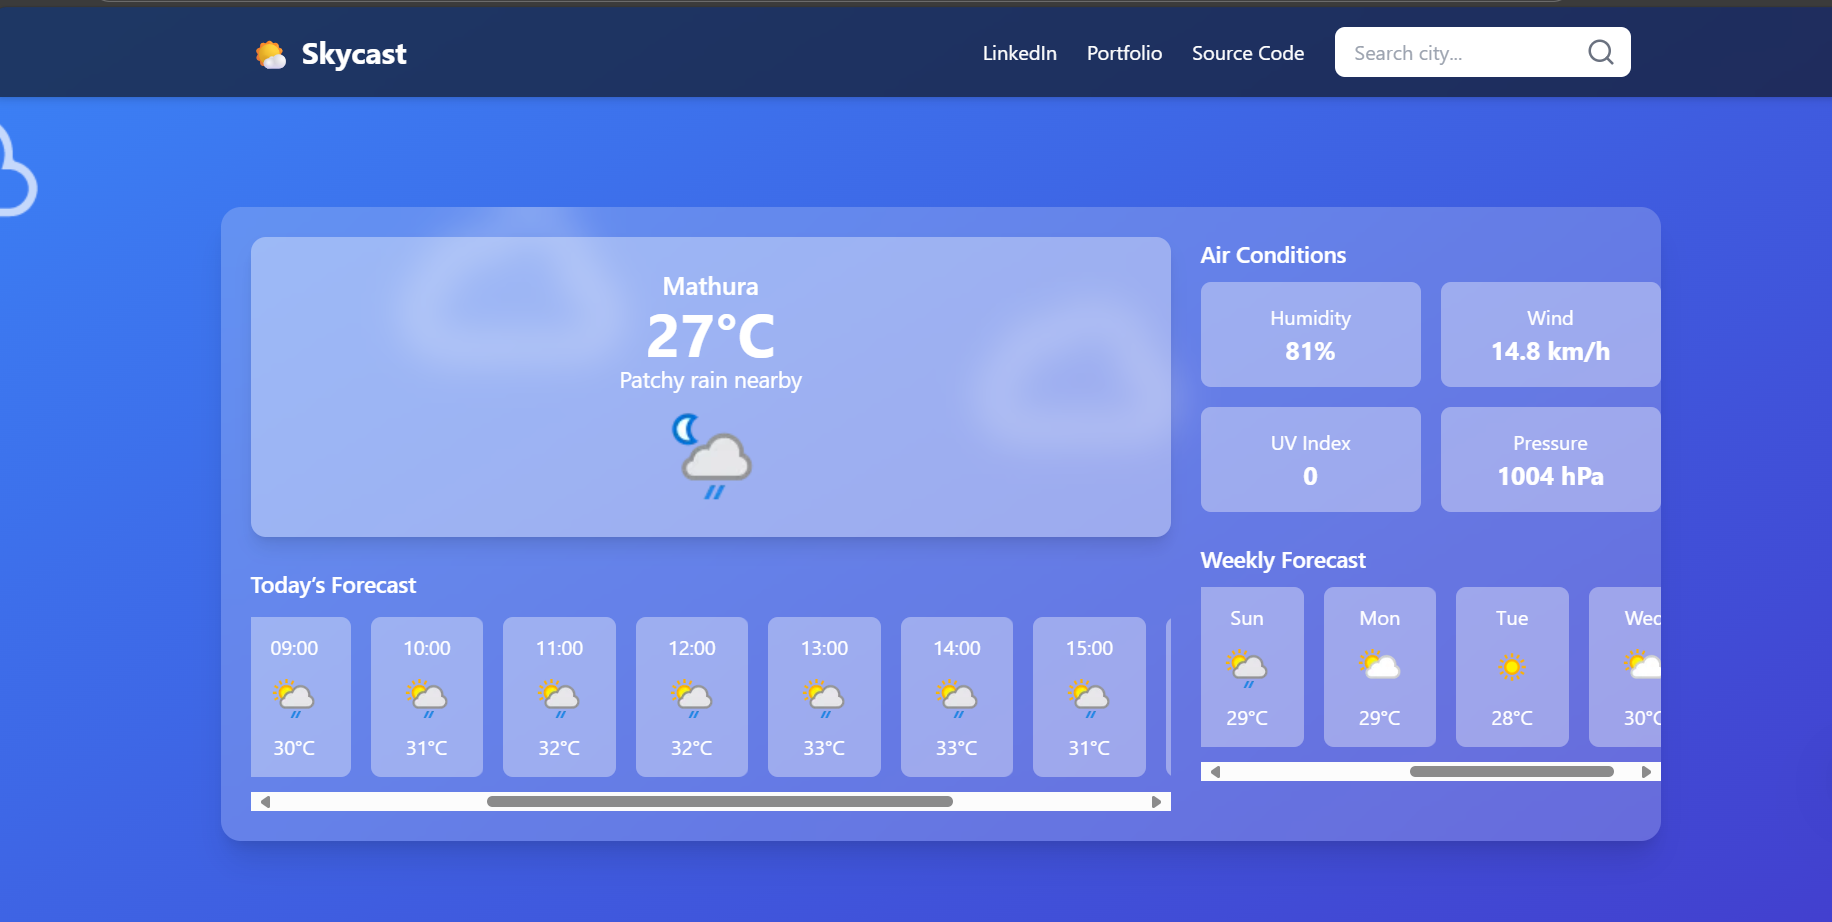 Skycast
LinkedIn
Portfolio
Source Code
Search city...
Mathura
27°C
Patchy rain nearby
Today’s Forecast
09:00
30°C
10:00
31°C
11:00
32°C
12:00
32°C
13:00
33°C
14:00
33°C
15:00
31°C
Air Conditions
Humidity
81%
Wind
14.8 km/h
UV Index
0
Pressure
1004 hPa
Weekly Forecast
Sun
29°C
Mon
29°C
Tue
28°C
Wed
30°C